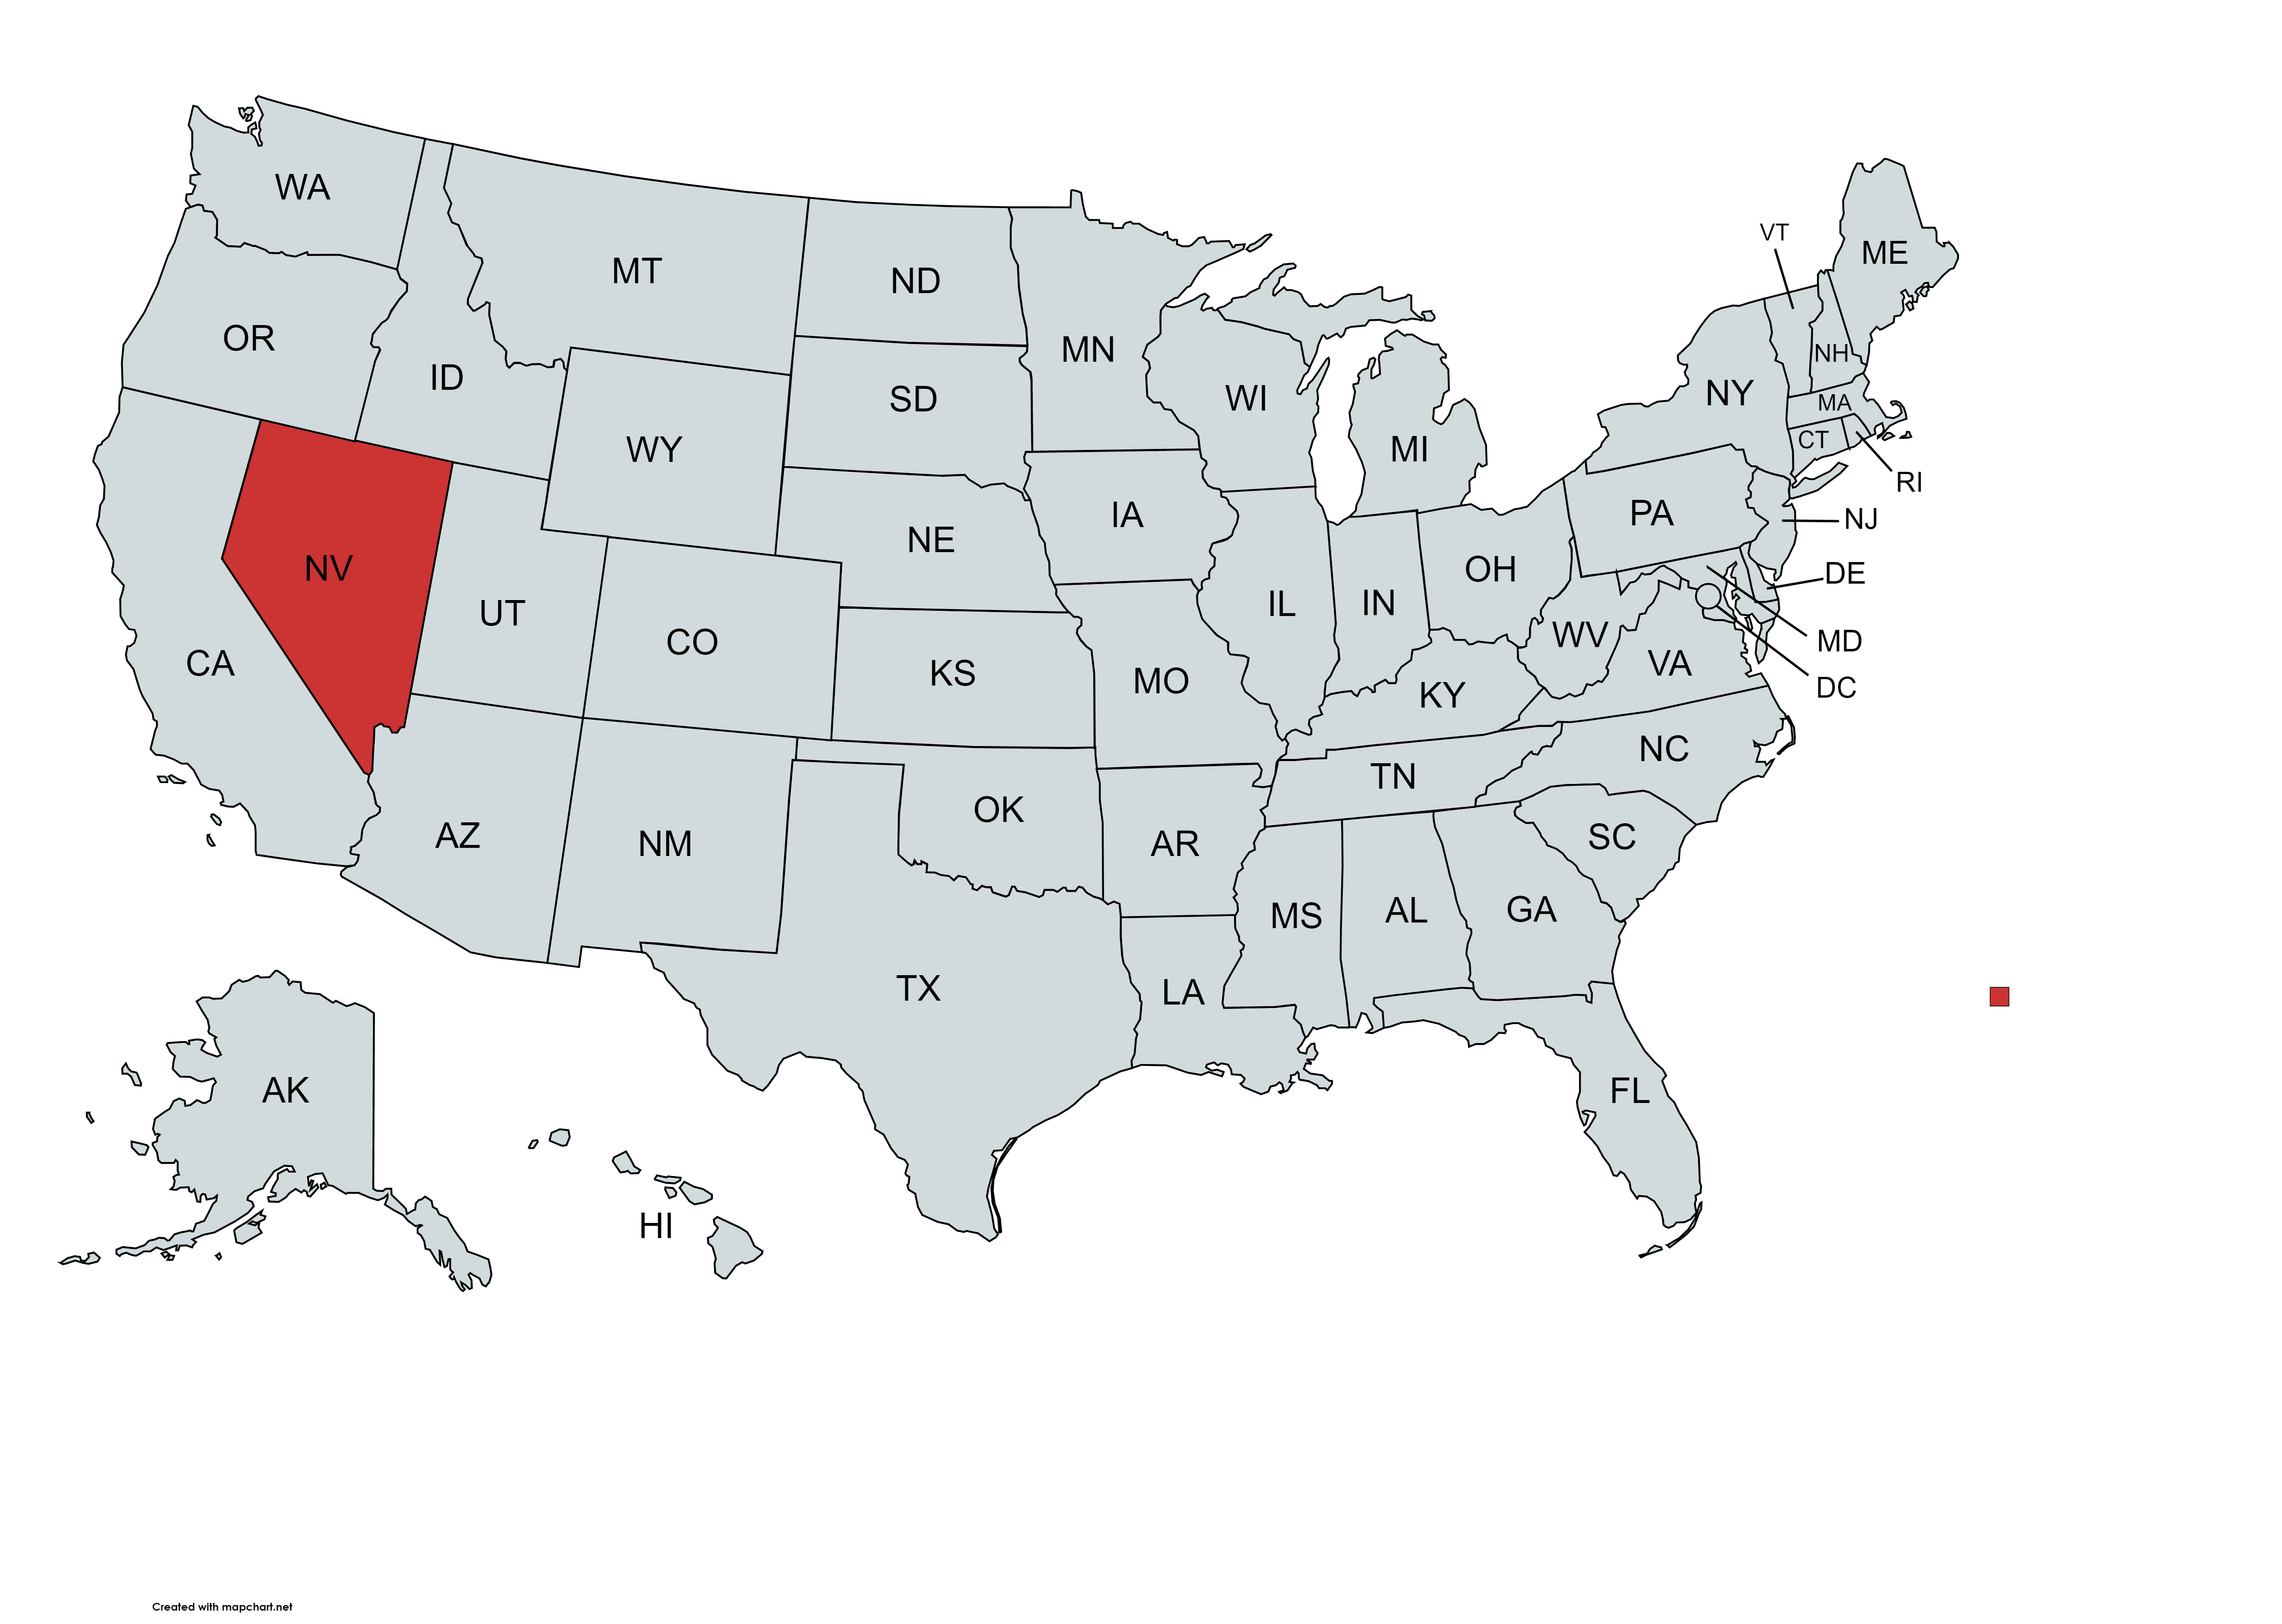 WA
MT
ND
MN
VT
ME
OR
ID
SD
WI
NH
NY
MA
WY
MI
CT
RI
NV
NE
IA
PA
NJ
UT
CO
IL
IN
OH
DE
CA
KS
MO
WV
VA
MD
KY
DC
AZ
NM
OK
TN
NC
AR
SC
TX
MS
AL
GA
LA
AK
FL
HI
Created with mapchart.net